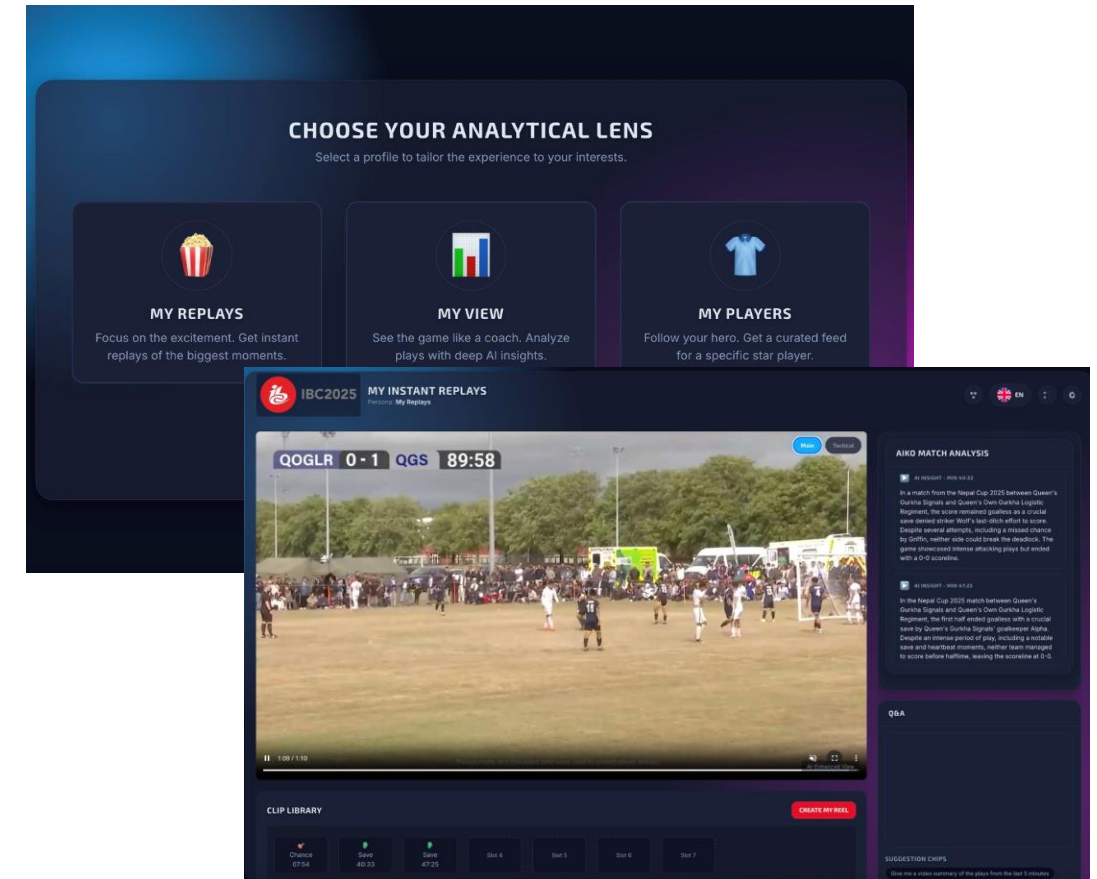 CHOOSE YOUR ANALYTICAL LENS
Select a profile to tailor the experience to your interests.
MY REPLAYS
Focus on the excitement. Get instant
replays of the biggest moments.
MY VIEW
See the game like a coach. Analyze
plays with deep AI insights.
MY PLAYERS
Follow your hero. Get a curated feed
for a specific star player.
IBC2025
MY INSTANT REPLAYS
Persona: My Replays
EN
QOGLR 0 - 1 QGS 89:58
Main
Tactical
1:09 / 1:10
AI Enhanced View
AIKO MATCH ANALYSIS
AI INSIGHT - MIN 40:33
In a match from the Nepal Cup 2025 between Queen's
Gurkha Signals and Queen's Own Gurkha Logistic
Regiment, the score remained goalless as a crucial
save denied striker Wolf's last-ditch effort to score.
Despite several attempts, including a missed chance
by Griffin, neither side could break the deadlock. The
game showcased intense attacking plays but ended
with a 0-0 scoreline.
AI INSIGHT - MIN 47:25
In the Nepal Cup 2025 match between Queen's
Gurkha Signals and Queen's Own Gurkha Logistic
Regiment, the first half ended goalless with a crucial
save by Queen's Gurkha Signals' goalkeeper Alpha.
Despite an intense period of play, including a notable
save and heartbeat moments, neither team managed
to score before halftime, leaving the scoreline at 0-0.
Q&A
SUGGESTION CHIPS
Give me a video summary of the plays from the last 5 minutes
CLIP LIBRARY
CREATE MY REEL
Chance
07:54
Save
40:33
Save
47:25
Slot 4
Slot 5
Slot 6
Slot 7